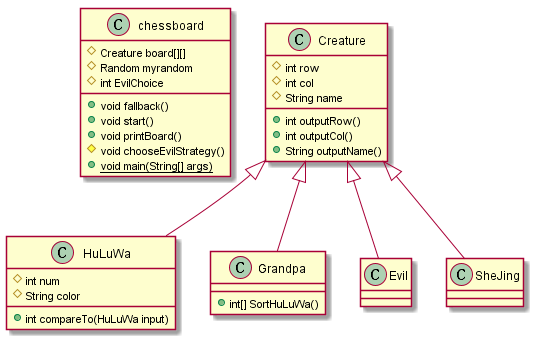 C chessboard
Creature board[][]
Random myrandom
int EvilChoice
void fallback()
void start()
void printBoard()
void chooseEvilStrategy()
void main(String[] args)
C Creature
int row
int col
String name
int outputRow()
int outputCol()
String outputName()
C HuLuWa
int num
String color
int compareTo(HuLuWa input)
C Grandpa
int[] SortHuLuWa()
C Evil
C SheJing